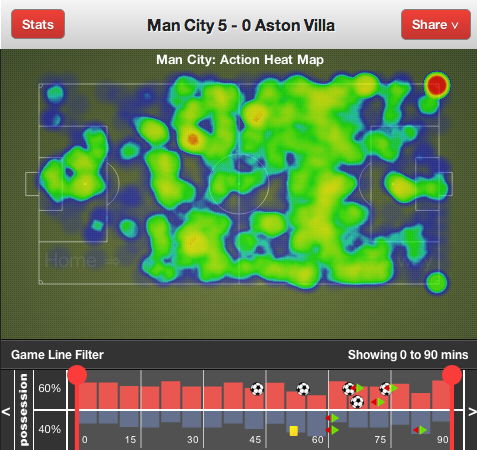 Stats
Man City 5 - 0 Aston Villa
Share v
Man City: Action Heat Map
Home
Game Line Filter
Showing 0 to 90 mins
possession
60%
40%
0 15 30 45 60 75 90
< >